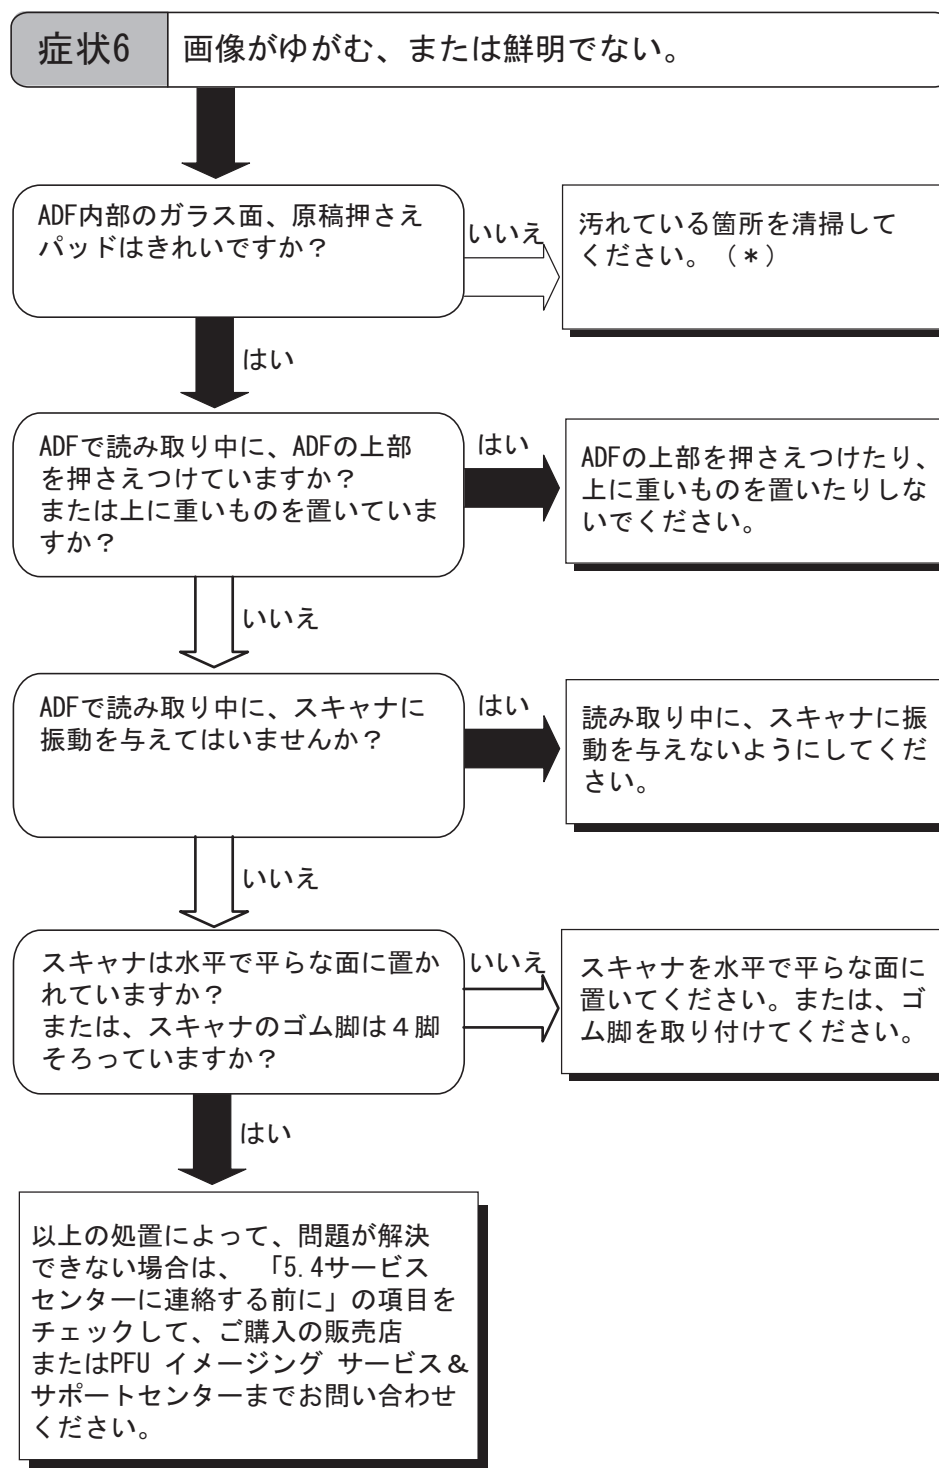 症状6 画像がゆがむ、または鮮明でない。
ADF内部のガラス面、原稿押さえ
パッドはきれいですか？
いいえ
汚れている箇所を清掃して
ください。（＊）
はい
ADFで読み取り中に、ADFの上部
を押さえつけていますか？
または上に重いものを置いていま
すか？
はい
ADFの上部を押さえつけたり、
上に重いものを置いたりしな
いでください。
いいえ
ADFで読み取り中に、スキャナに
振動を与えてはいませんか？
はい
読み取り中に、スキャナに振
動を与えないようにしてくだ
さい。
いいえ
スキャナは水平で平らな面に置か
れていますか？
または、スキャナのゴム脚は４脚
そろっていますか？
いいえ
スキャナを水平で平らな面に
置いてください。または、ゴ
ム脚を取り付けてください。
はい
以上の処置によって、問題が解決
できない場合は、 「5.4サービス
センターに連絡する前に」の項目を
チェックして、ご購入の販売店
またはPFU イメージング サービス＆
サポートセンターまでお問い合わせ
ください。